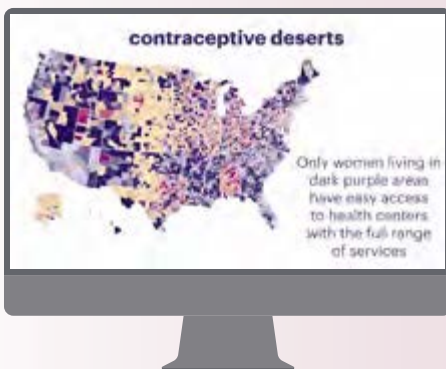 contraceptive deserts
Only women living in
dark purple areas
have easy access
to health centers
with the full range
of services